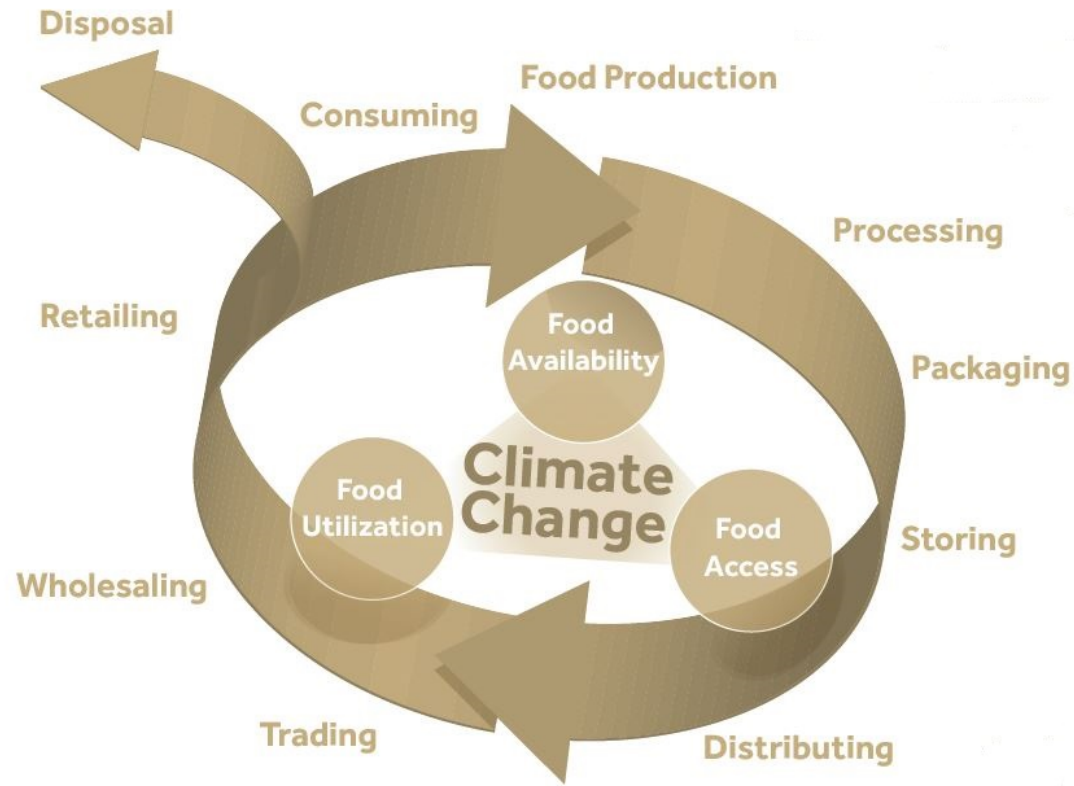 Disposal
Food Production
Consuming
Processing
Retailing
Packaging
Food
Availability
Climate
Change
Food
Utilization
Food
Access
Storing
Wholesaling
Trading
Distributing